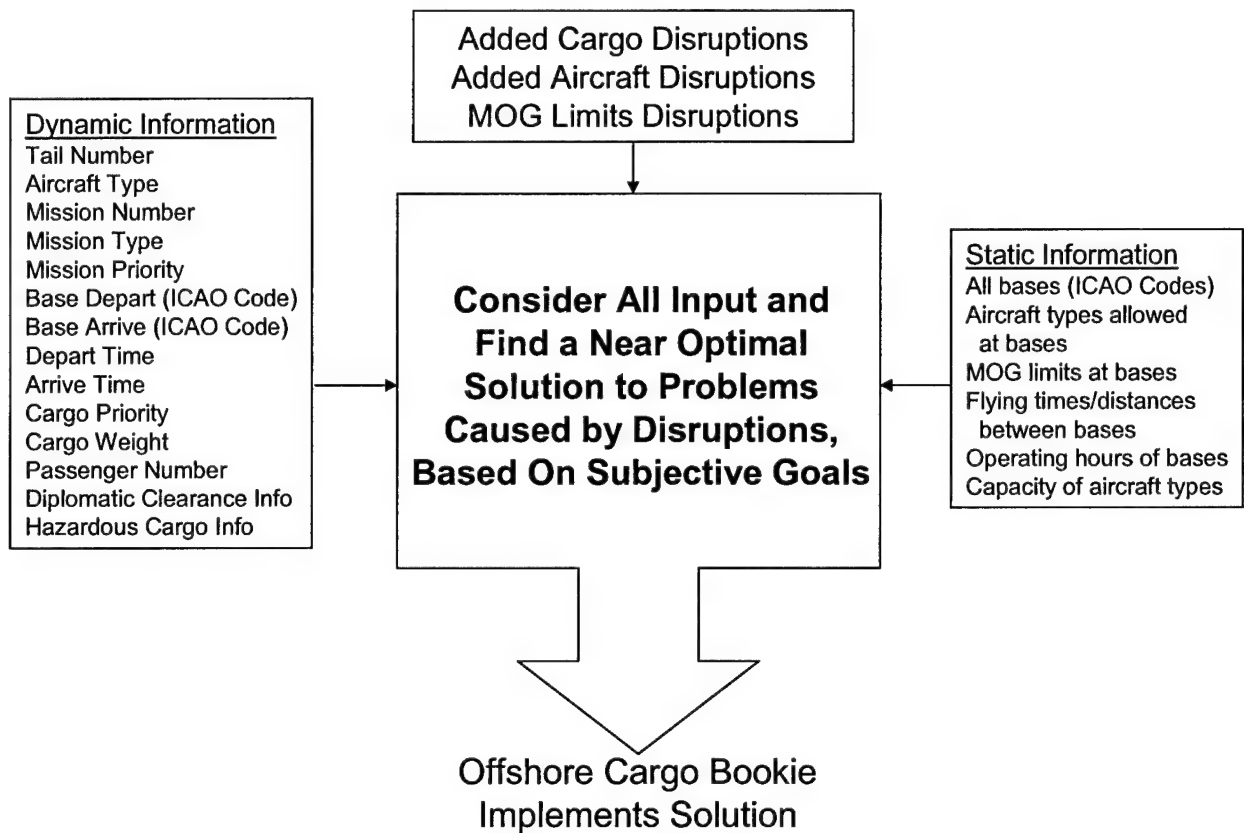 Added Cargo Disruptions
Added Aircraft Disruptions
MOG Limits Disruptions
Dynamic Information
Tail Number
Aircraft Type
Mission Number
Mission Type
Mission Priority
Base Depart (ICAO Code)
Base Arrive (ICAO Code)
Depart Time
Arrive Time
Cargo Priority
Cargo Weight
Passenger Number
Diplomatic Clearance Info
Hazardous Cargo Info
Consider All Input and
Find a Near Optimal
Solution to Problems
Caused by Disruptions,
Based On Subjective Goals
Static Information
All bases (ICAO Codes)
Aircraft types allowed
at bases
MOG limits at bases
Flying times/distances
between bases
Operating hours of bases
Capacity of aircraft types
Offshore Cargo Bookie
Implements Solution